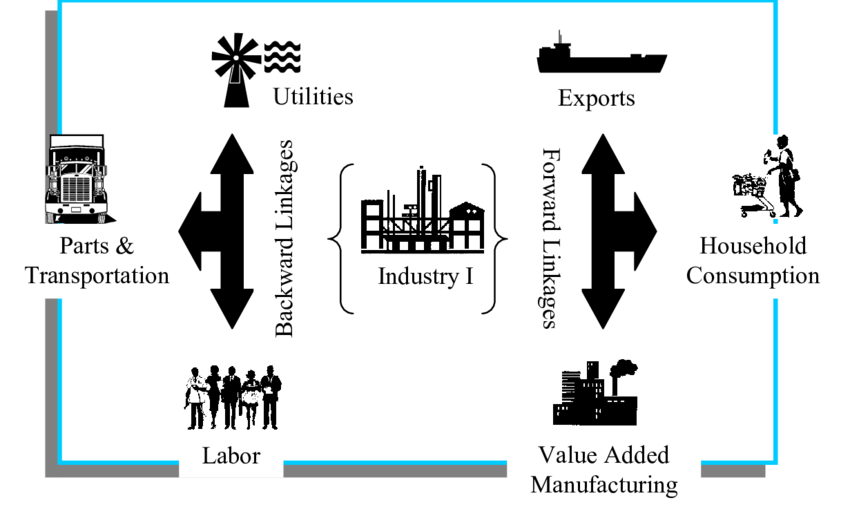 Utilities
Exports
Parts &
Transportation
Backward Linkages
Industry I
Forward Linkages
Household
Consumption
Labor
Value Added
Manufacturing